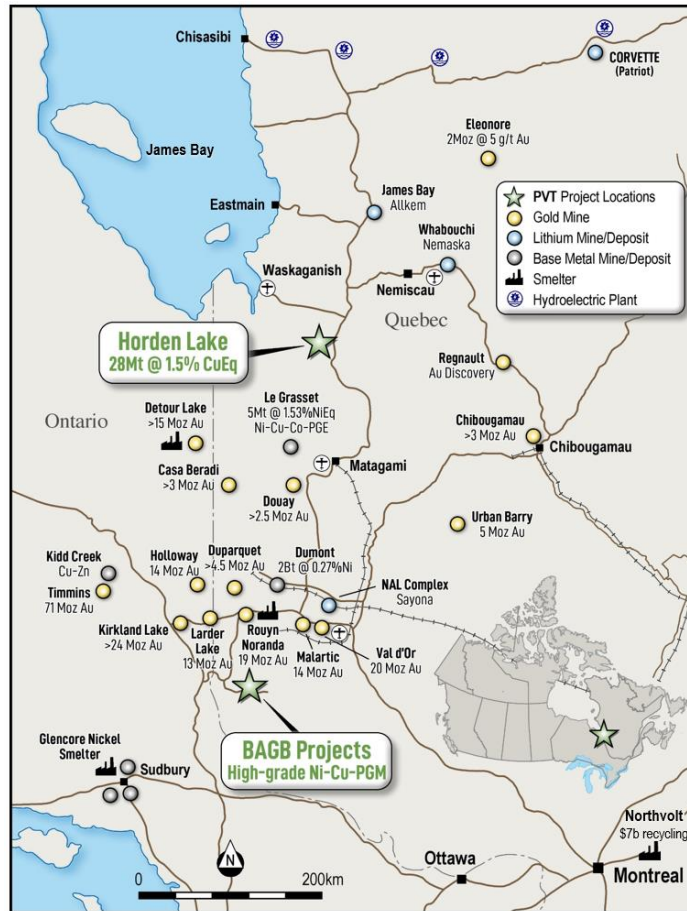 Chisasibi
CORVETTE
(Patriot)
Eleonore
2Moz @ 5 g/t Au
James Bay
James Bay
Allkem
PVT Project Locations
Gold Mine
Lithium Mine/Deposit
Base Metal Mine/Deposit
Smelter
Hydroelectric Plant
Eastmain
Whabouchi
Nemaska
Waskaganish
Nemiscau
Quebec
Horden Lake
28Mt @ 1.5% CuEq
Regnault
Au Discovery
Ontario
Detour Lake
>15 Moz Au
Le Grasset
5Mt @ 1.53%NiEq
Ni-Cu-Co-PGE
Chibougamau
>3 Moz Au
Chibougamau
Casa Beradi
>3 Moz Au
Matagami
Douay
>2.5 Moz Au
Urban Barry
5 Moz Au
Kidd Creek
Cu-Zn
Timmins
71 Moz Au
Holloway
14 Moz Au
Duparquet
>4.5 Moz Au
Dumont
2Bt @ 0.27%Ni
NAL Complex
Sayona
Kirkland Lake
>24 Moz Au
Larder
Lake
13 Moz Au
Rouyn
Noranda
19 Moz Au
Malartic
14 Moz Au
Val d'Or
20 Moz Au
BAGB Projects
High-grade Ni-Cu-PGM
Glencore Nickel
Smelter
Sudbury
Northvolt
$7b recycling
N
0 200km
Ottawa
Montreal